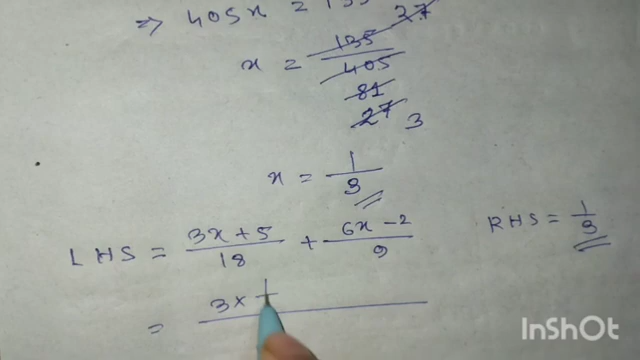 ⇒ 405x = 135
x = 135/405 37
81
27 3
x = 1/3
LHS = 3x + 5/18 + 6x - 2/9 RHS = 1/3
= 3x
InShOt